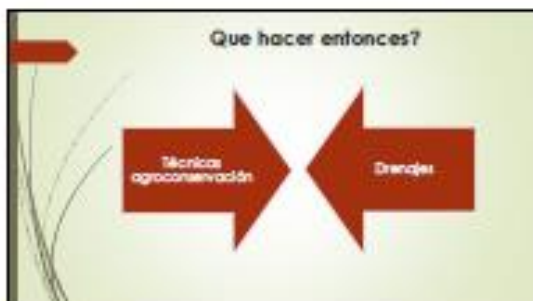 Que hacer entonces?
Técnicas
agroconservación
Drenajes